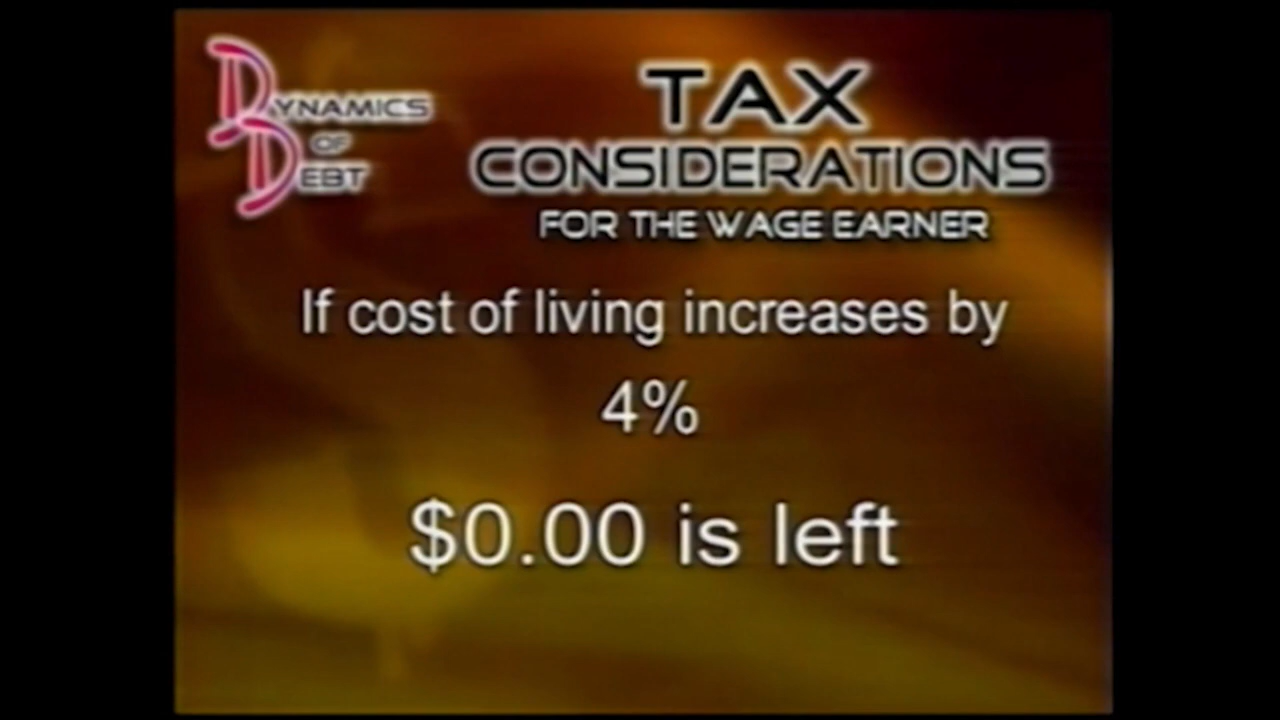 DYNAMICS
OF
DEBT
TAX
CONSIDERATIONS
FOR THE WAGE EARNER
If cost of living increases by
4%
$0.00 is left